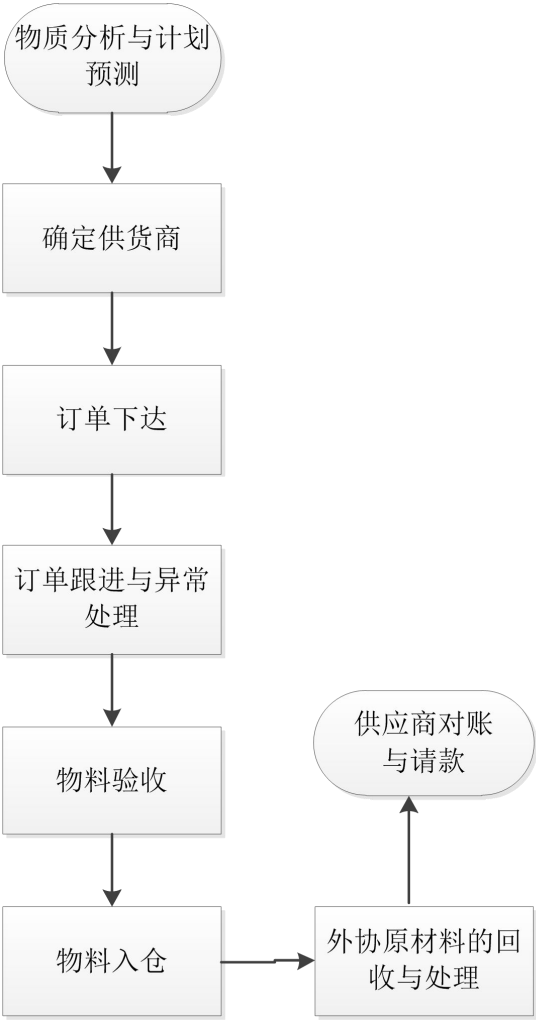 物质分析与计划
预测
确定供货商
订单下达
订单跟进与异常
处理
物料验收
物料入仓
外协原材料的回
收与处理
供应商对账
与请款